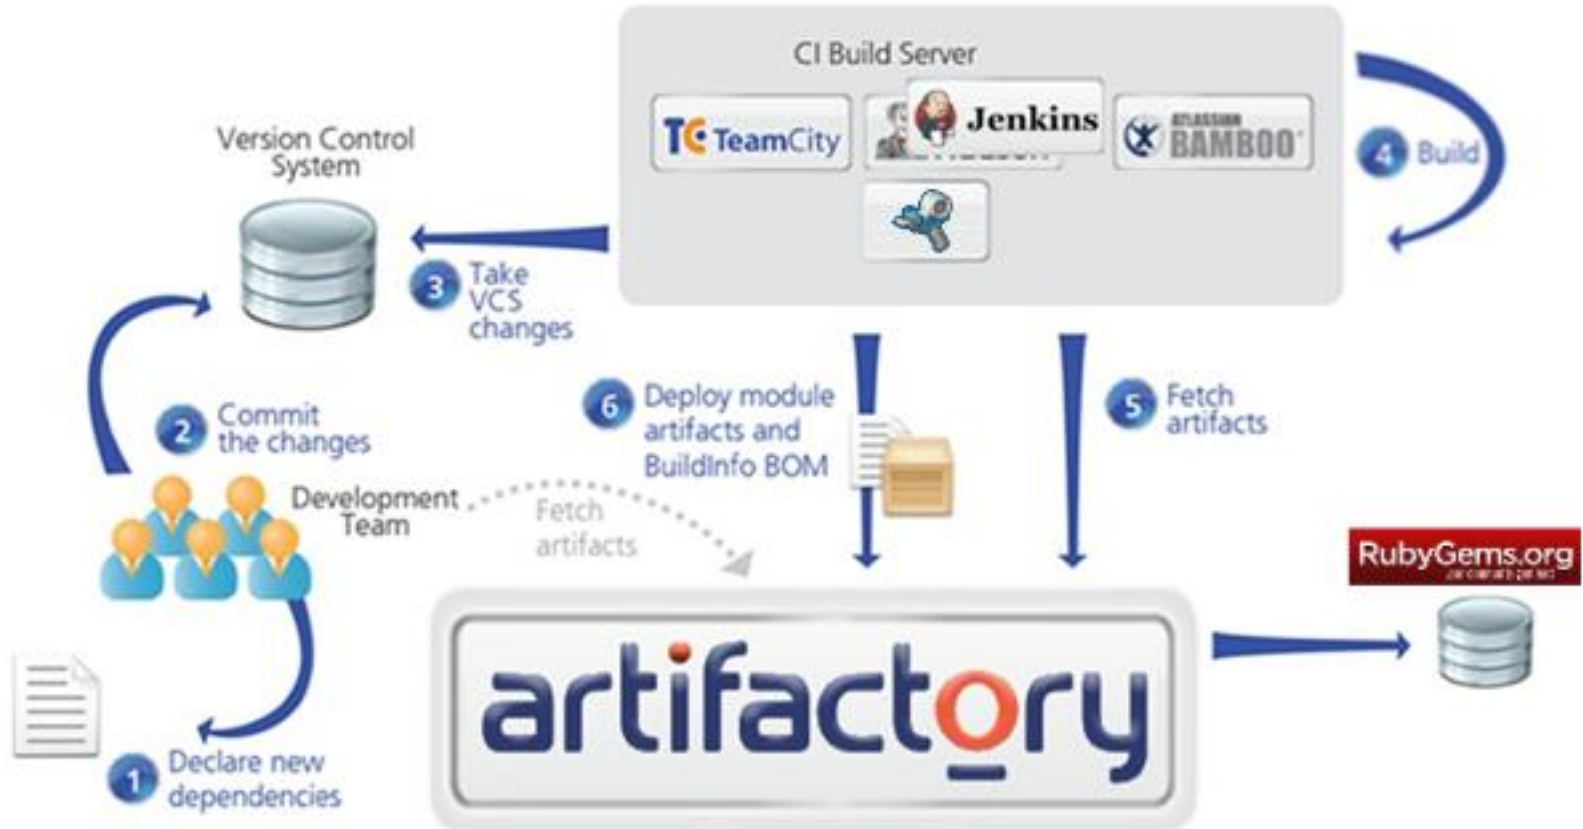 CI Build Server
TeamCity
Jenkins
ATLASSIAN
BAMBOO
Version Control
System
4 Build
3 Take
VCS
changes
2 Commit
the changes
6 Deploy module
artifacts and
BuildInfo BOM
5 Fetch
artifacts
Development
Team
Fetch
artifacts
RubyGems.org
artifactory
1 Declare new
dependencies